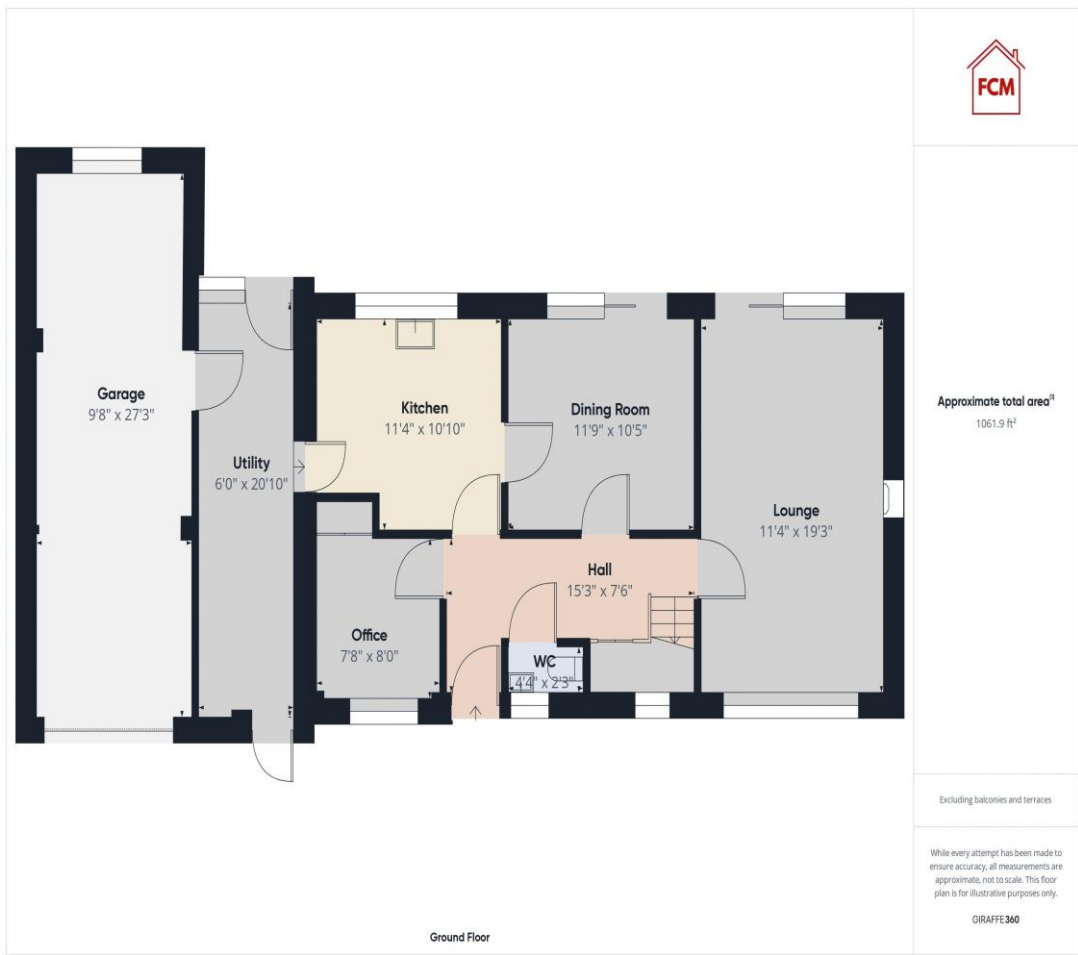 FCM
Garage
9'8" x 27'3"
Utility
6'0" x 20'10"
Kitchen
11'4" x 10'10"
Dining Room
11'9" x 10'5"
Lounge
11'4" x 19'3"
Hall
15'3" x 7'6"
Office
7'8" x 8'0"
WC
4'4" x 2'3"
Approximate total area⁽¹⁾
1061.9 ft²
Excluding balconies and terraces
While every attempt has been made to
ensure accuracy, all measurements are
approximate, not to scale. This floor
plan is for illustrative purposes only.
GIRAFFE360
Ground Floor